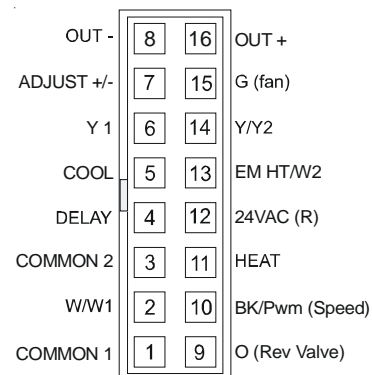 OUT - 8 16 OUT +
ADJUST +/- 7 15 G (fan)
Y 1 6 14 Y/Y2
COOL 5 13 EM HT/W2
DELAY 4 12 24VAC (R)
COMMON 2 3 11 HEAT
W/W1 2 10 BK/Pwm (Speed)
COMMON 1 1 9 O (Rev Valve)